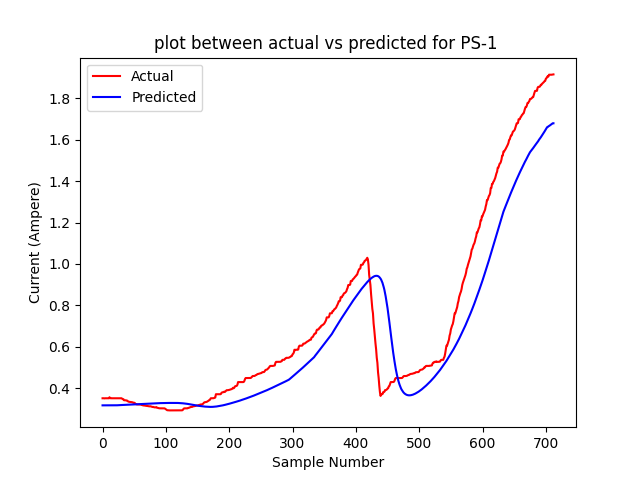 plot between actual vs predicted for PS-1
Actual
Predicted
Current (Ampere)
1.8
1.6
1.4
1.2
1.0
0.8
0.6
0.4
0 100 200 300 400 500 600 700
Sample Number